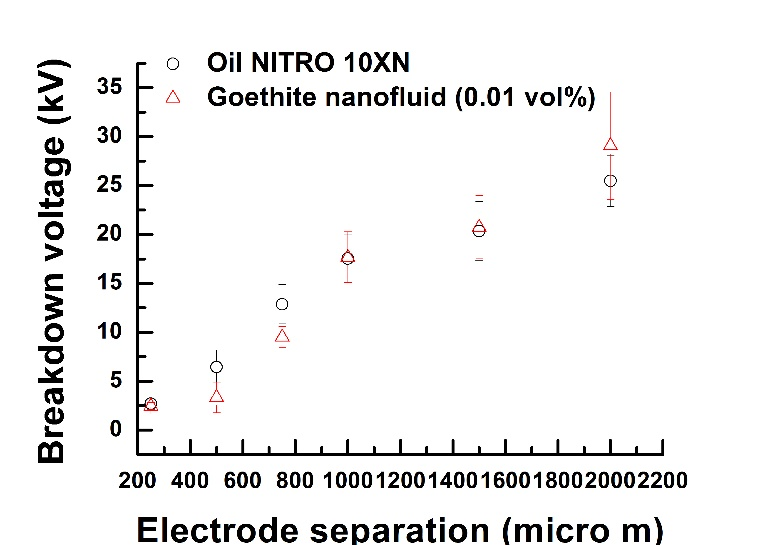 Oil NITRO 10XN
Goethite nanofluid (0.01 vol%)
Breakdown voltage (kV)
35
30
25
20
15
10
5
0
200 400 600 800 1000 1200 1400 1600 1800 2000 2200
Electrode separation (micro m)